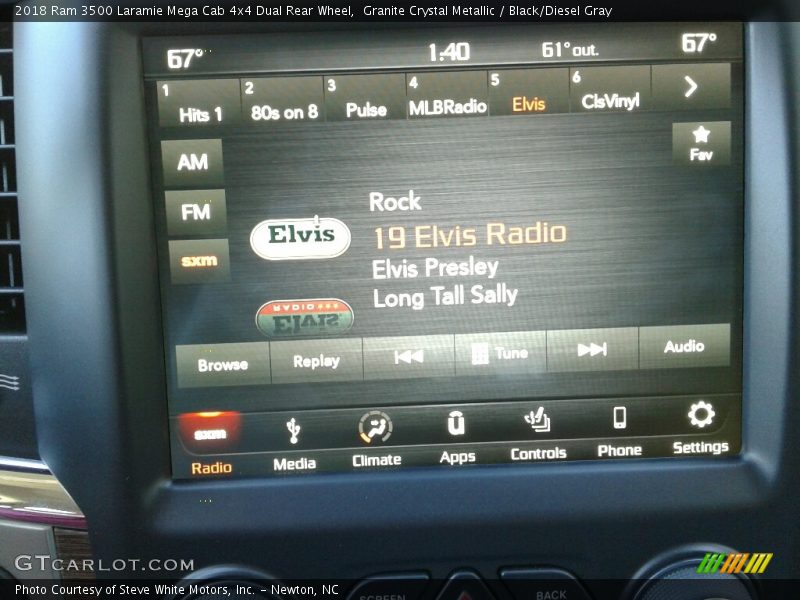 2018 Ram 3500 Laramie Mega Cab 4x4 Dual Rear Wheel,  Granite Crystal Metallic / Black/Diesel Gray
67° 1:40 61° out. 67°
1 Hits 1 2 80s on 8 3 Pulse 4 MLBRadio 5 Elvis 6 ClsVinyl
Fav
AM
FM
sxm
Elvis
Rock
19 Elvis Radio
Elvis Presley
Long Tall Sally
RADIO
Elvis
Browse Replay Tune Audio
sxm
Radio Media Climate Apps Controls Phone Settings
GTCARLOT.COM
SCREEN BACK
Photo Courtesy of Steve White Motors, Inc. – Newton, NC